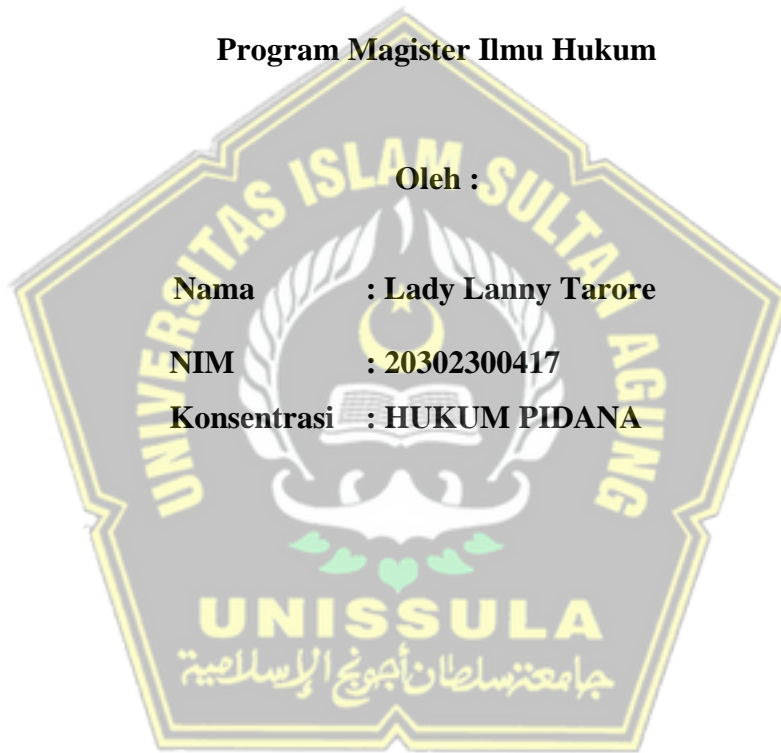 Program Magister Ilmu Hukum
UNIVERSITAS ISLAM SULTAN AGUNG
Oleh :
Nama : Lady Lanny Tarore
NIM : 20302300417
Konsentrasi : HUKUM PIDANA
UNISSULA
جامعة سلطان أجونج الإسلامية